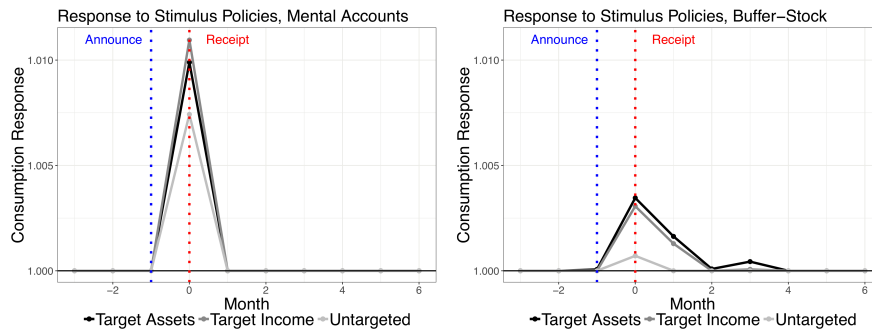 Response to Stimulus Policies, Mental Accounts
Announce
Receipt
1.010
1.005
1.000
Consumption Response
−2
0
2
4
6
Month
Target Assets Target Income Untargeted
Response to Stimulus Policies, Buffer−Stock
Announce
Receipt
1.010
1.005
1.000
Consumption Response
−2
0
2
4
6
Month
Target Assets Target Income Untargeted